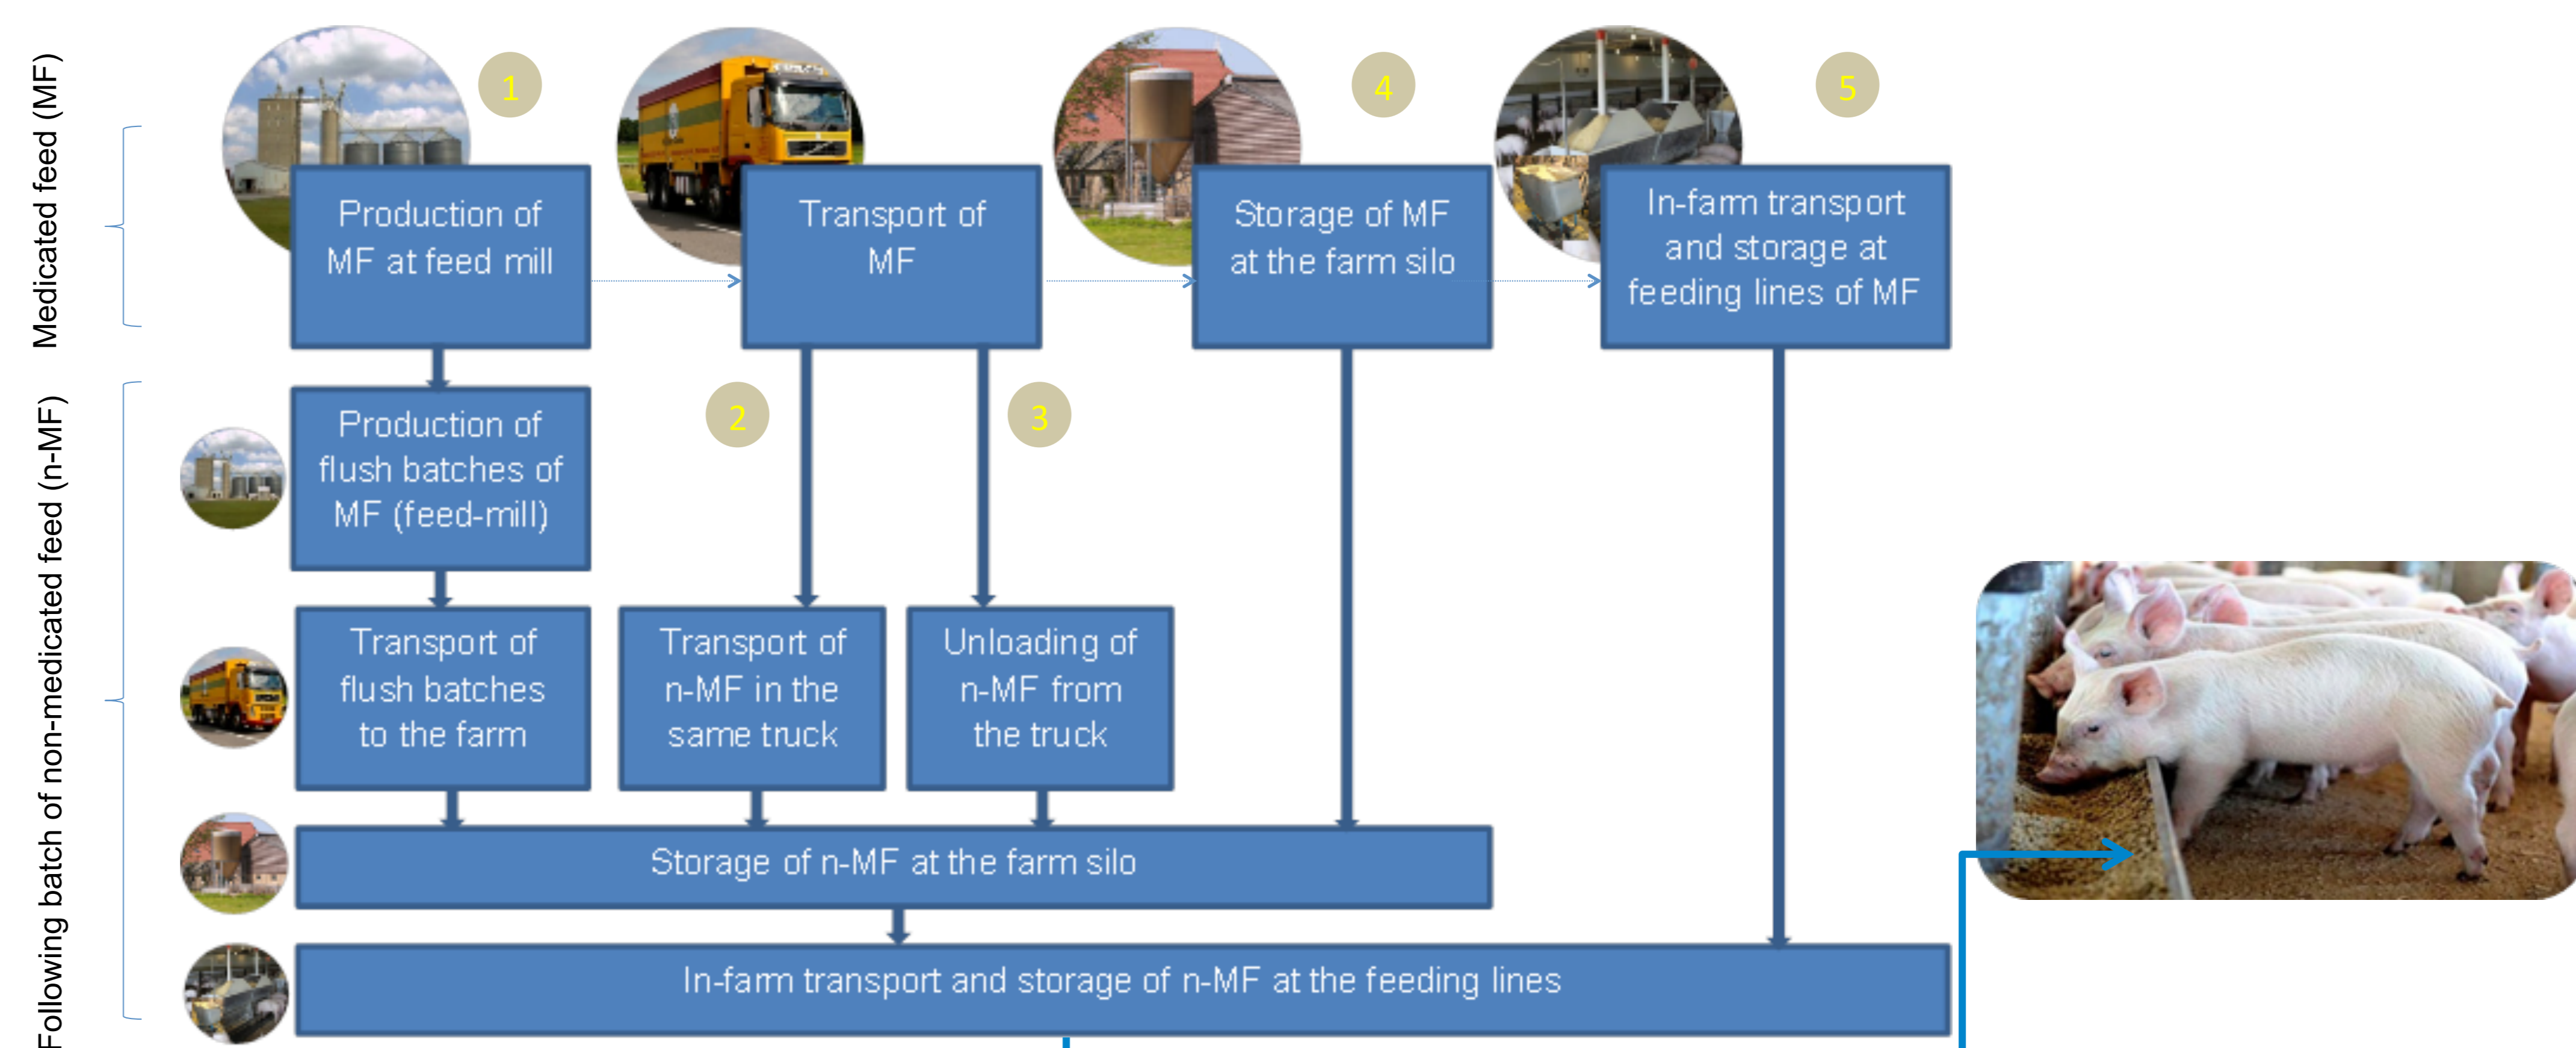 Medicated feed (MF)
1
4
5
Production of
MF at feed mill
Transport of
MF
Storage of MF
at the farm silo
In-farm transport
and storage at
feeding lines of MF
Following batch of non-medicated feed (n-MF)
2
3
Production of
flush batches of
MF (feed-mill)
Transport of
flush batches
to the farm
Transport of
n-MF in the
same truck
Unloading of
n-MF from
the truck
Storage of n-MF at the farm silo
In-farm transport and storage of n-MF at the feeding lines